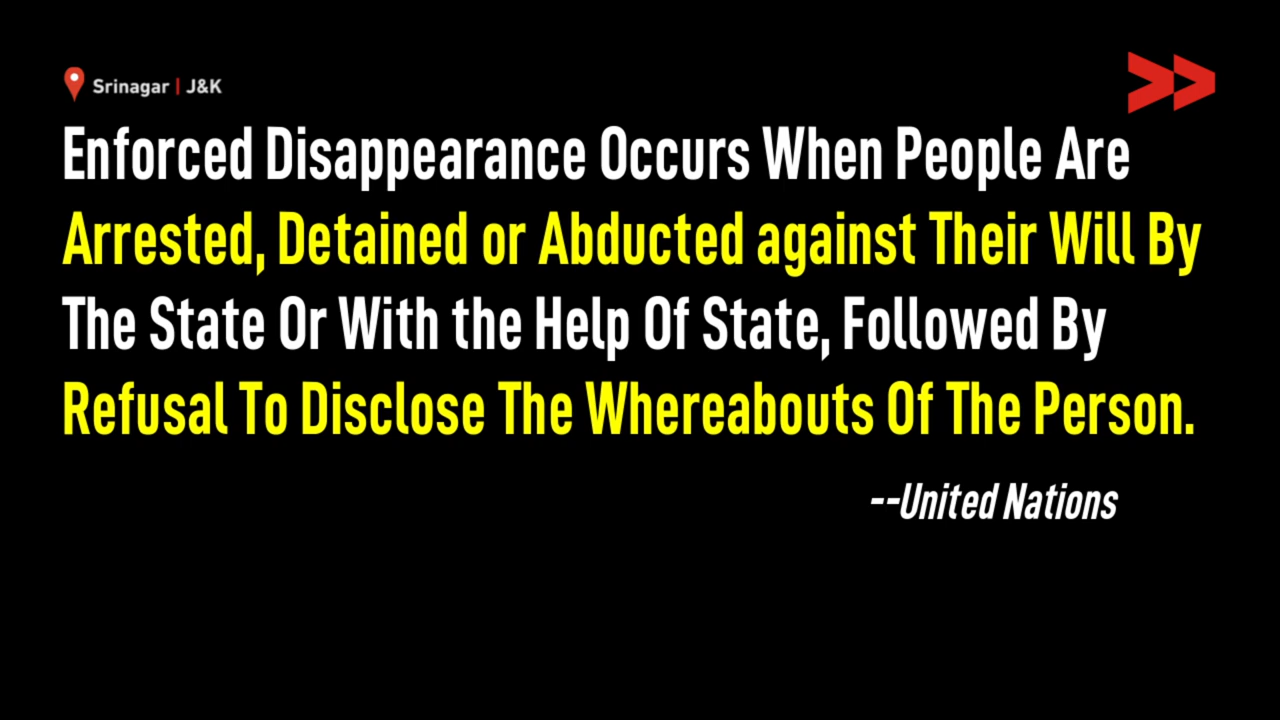 Srinagar | J&K
Enforced Disappearance Occurs When People Are
Arrested, Detained or Abducted against Their Will By
The State Or With the Help Of State, Followed By
Refusal To Disclose The Whereabouts Of The Person.
--United Nations